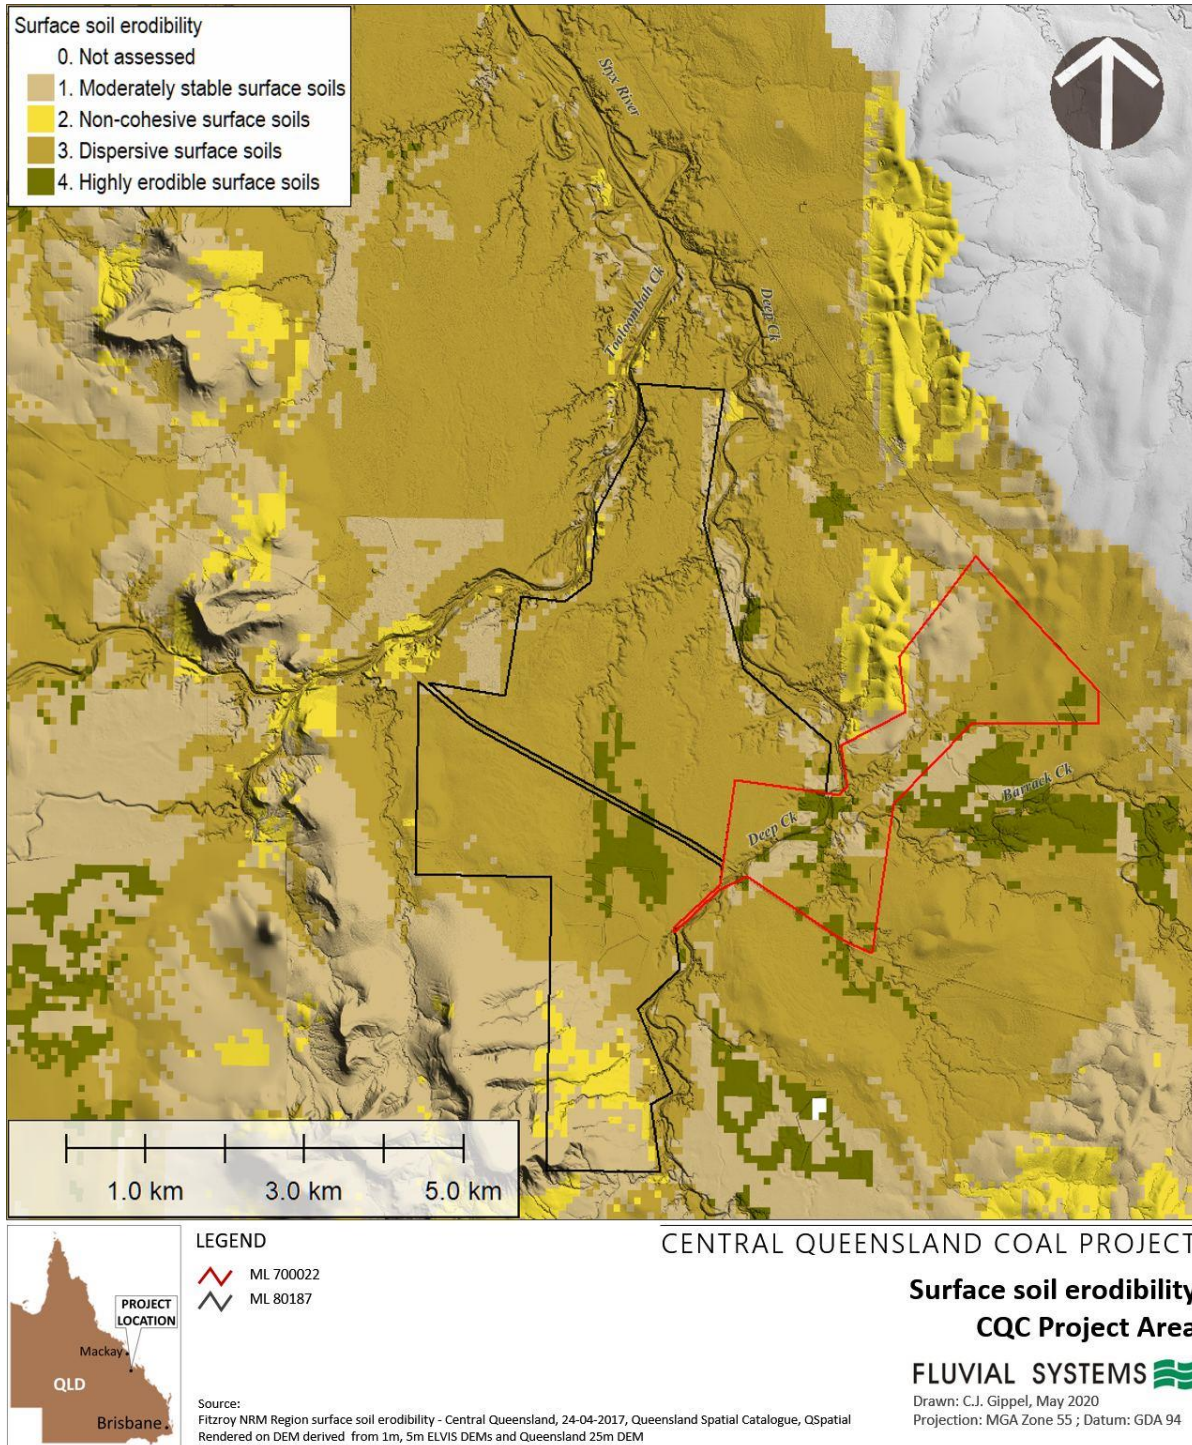 Surface soil erodibility
0. Not assessed
1. Moderately stable surface soils
2. Non-cohesive surface soils
3. Dispersive surface soils
4. Highly erodible surface soils
Styx River
Tooloombah Ck
Deep Ck
Deep Ck
Barrack Ck
1.0 km 3.0 km 5.0 km
LEGEND
ML 700022
ML 80187
PROJECT
LOCATION
Mackay
QLD
Brisbane
Source:
Fitzroy NRM Region surface soil erodibility - Central Queensland, 24-04-2017, Queensland Spatial Catalogue, QSpatial
Rendered on DEM derived from 1m, 5m ELVIS DEMs and Queensland 25m DEM
CENTRAL QUEENSLAND COAL PROJECT
Surface soil erodibility
CQC Project Area
FLUVIAL SYSTEMS
Drawn: C.J. Gippel, May 2020
Projection: MGA Zone 55 ; Datum: GDA 94